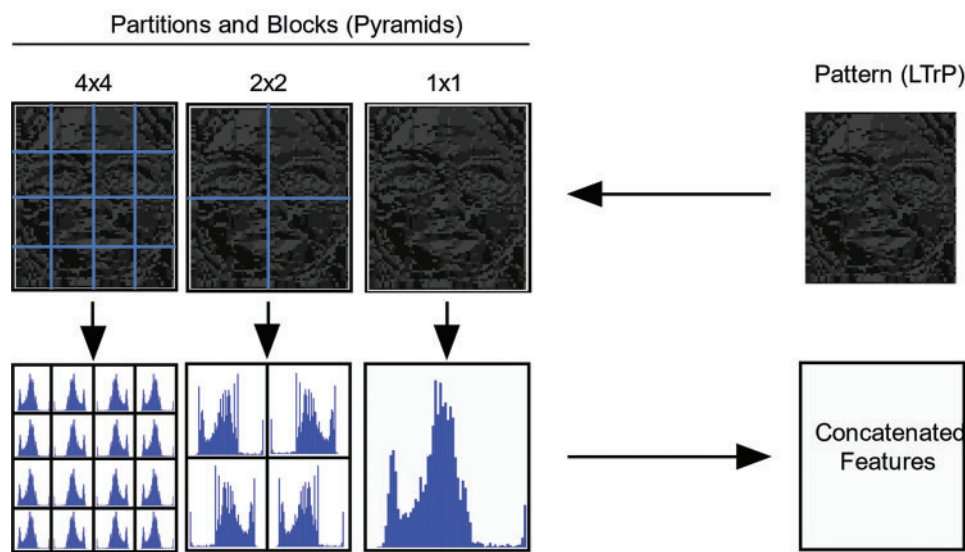 Partitions and Blocks (Pyramids)
4x4
2x2
1x1
Pattern (LTrP)
Concatenated
Features